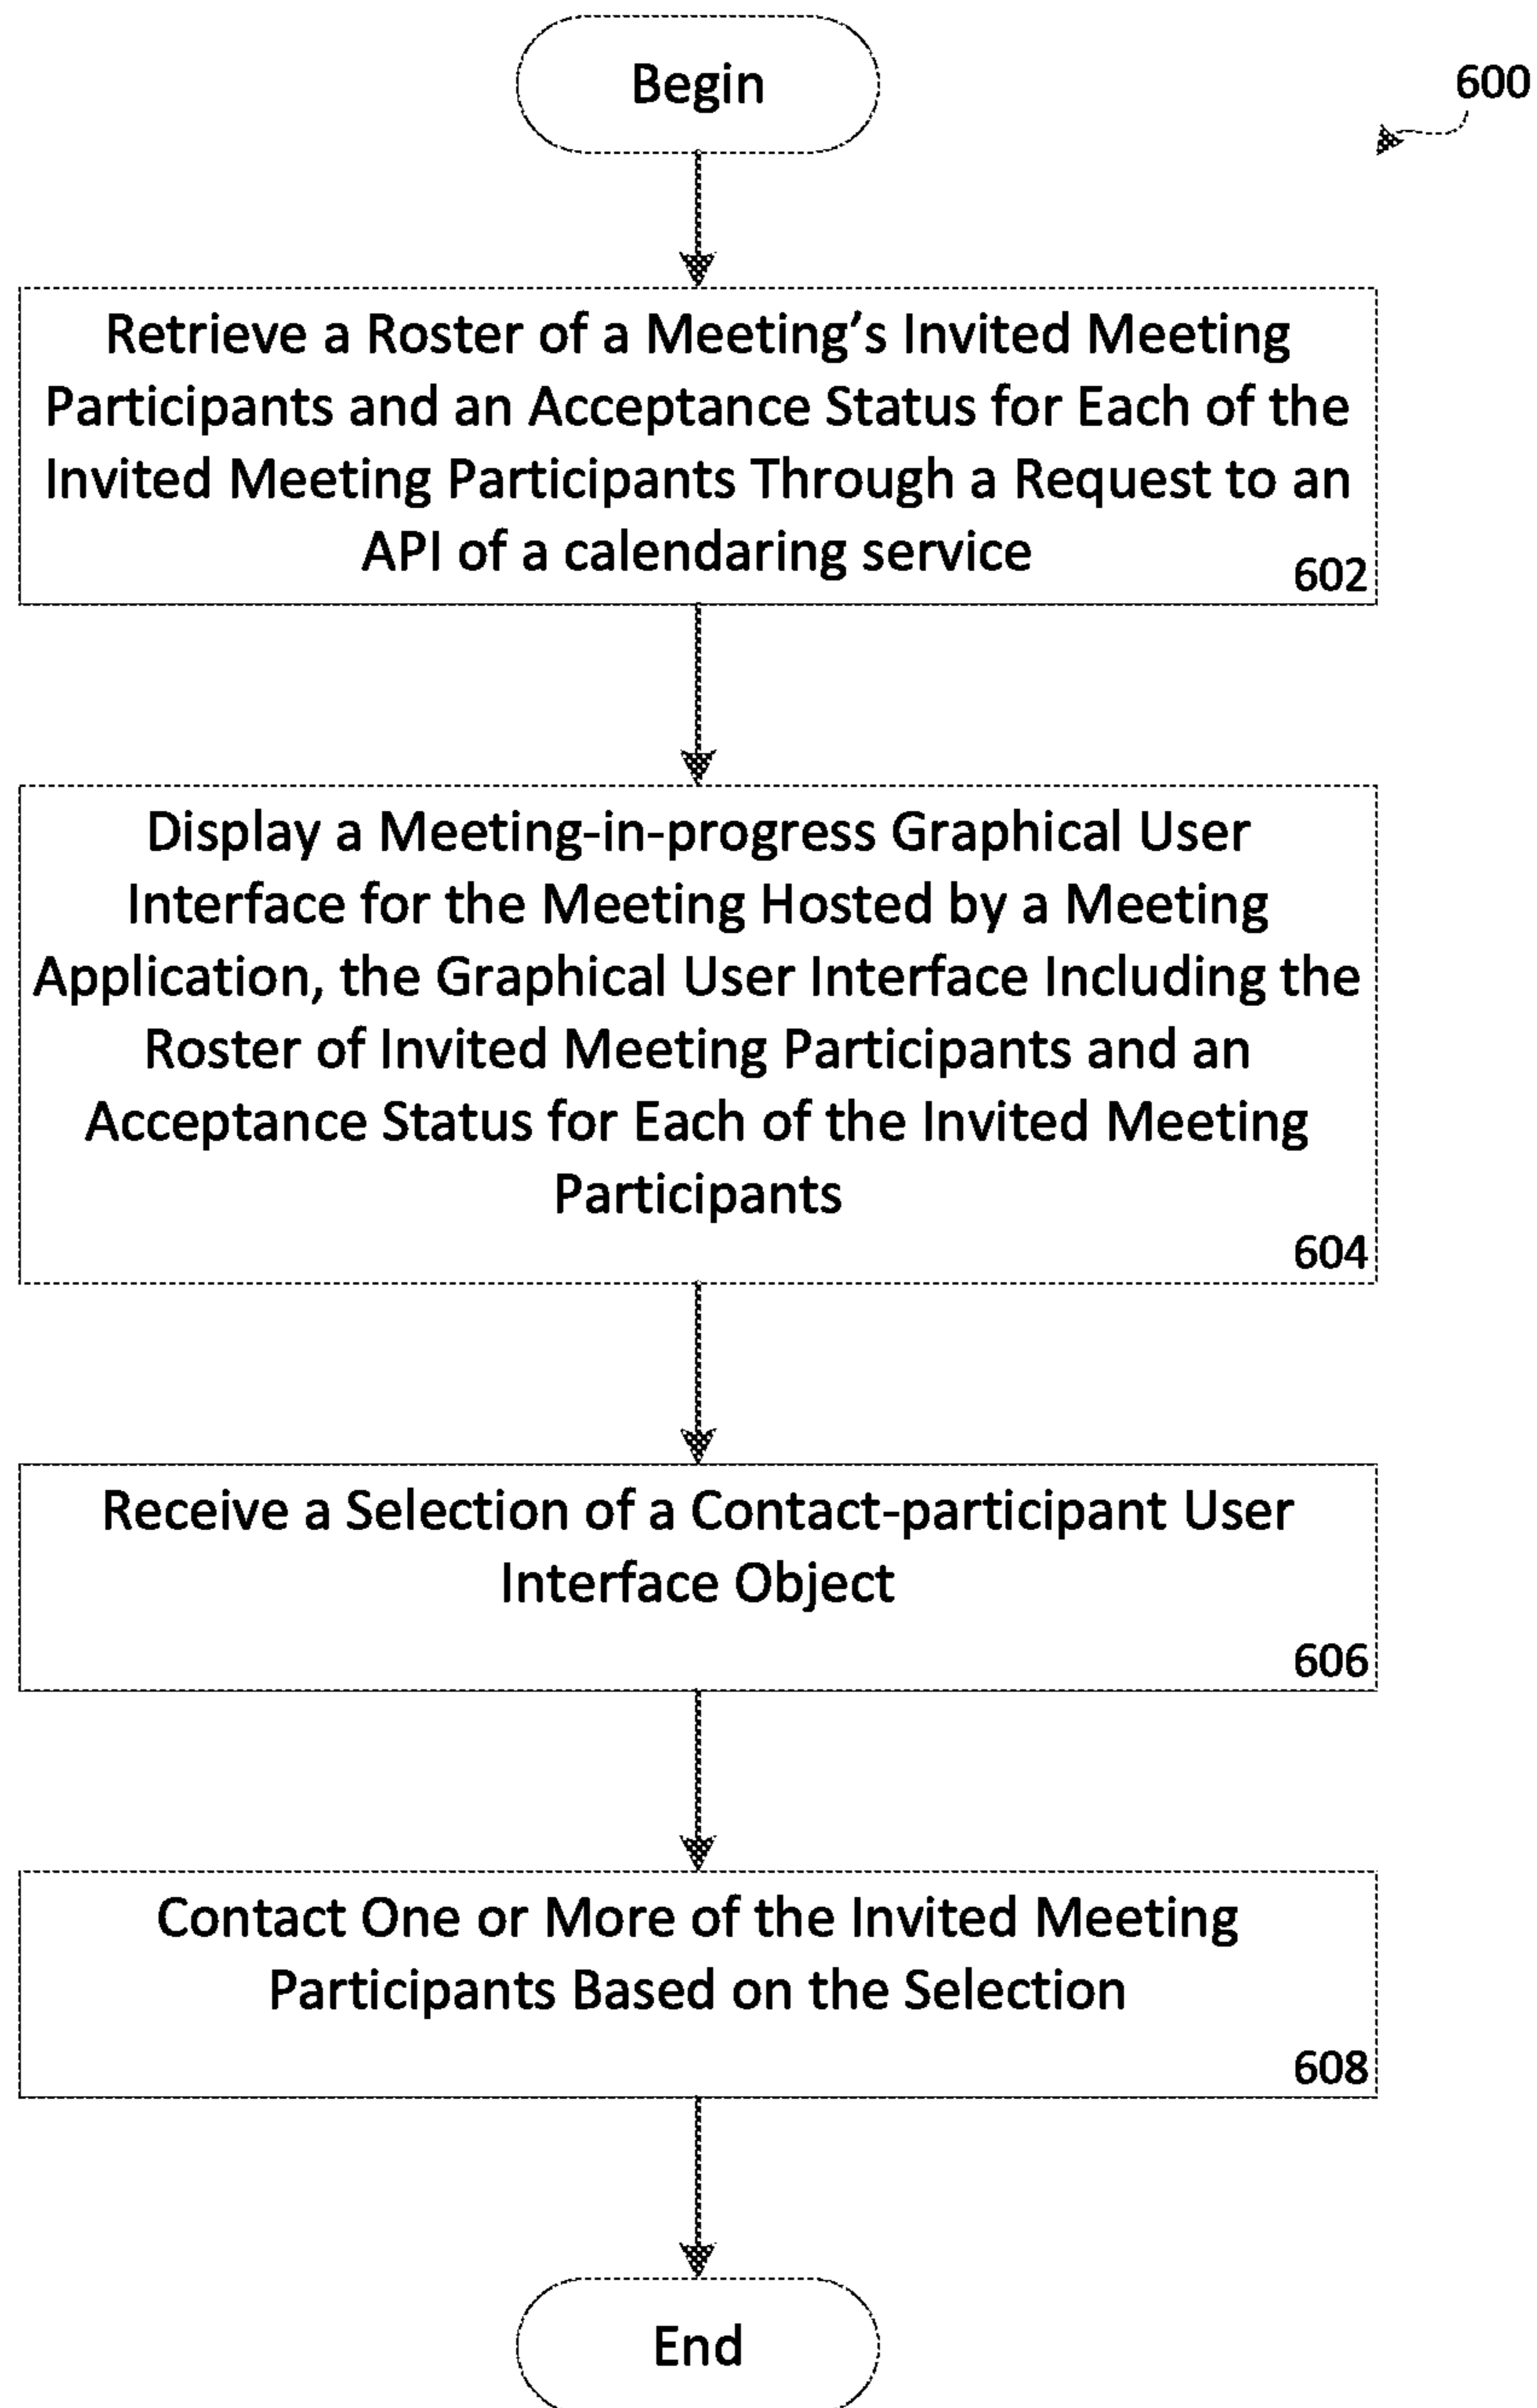 Begin
600
Retrieve a Roster of a Meeting’s Invited Meeting
Participants and an Acceptance Status for Each of the
Invited Meeting Participants Through a Request to an
API of a calendaring service
602
Display a Meeting-in-progress Graphical User
Interface for the Meeting Hosted by a Meeting
Application, the Graphical User Interface Including the
Roster of Invited Meeting Participants and an
Acceptance Status for Each of the Invited Meeting
Participants
604
Receive a Selection of a Contact-participant User
Interface Object
606
Contact One or More of the Invited Meeting
Participants Based on the Selection
608
End